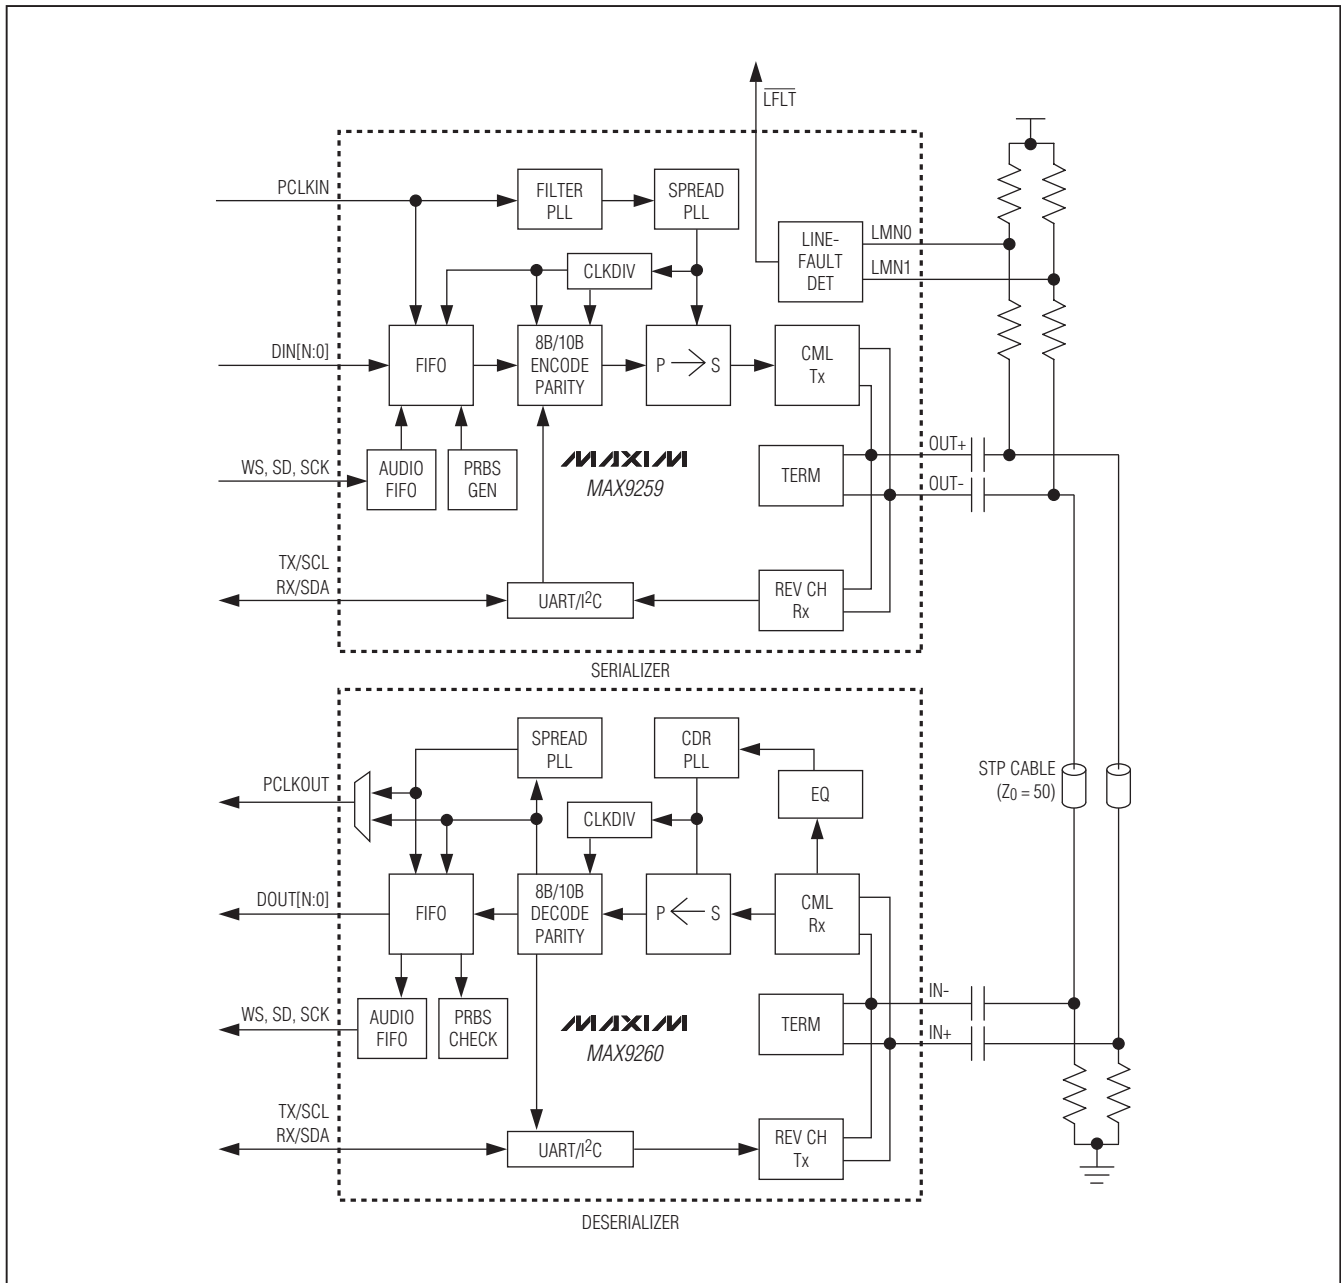 LFLT
PCLKIN
FILTER
PLL
SPREAD
PLL
LINE-
FAULT
DET
LMN0
LMN1
CLKDIV
DIN[N:0]
FIFO
8B/10B
ENCODE
PARITY
P
S
CML
Tx
WS, SD, SCK
AUDIO
FIFO
PRBS
GEN
MAXIM
MAX9259
TERM
OUT+
OUT-
TX/SCL
RX/SDA
UART/I2C
REV CH
Rx
SERIALIZER
SPREAD
PLL
CDR
PLL
PCLKOUT
EQ
CLKDIV
STP CABLE
(Z0 = 50)
DOUT[N:0]
FIFO
8B/10B
DECODE
PARITY
P
S
CML
Rx
WS, SD, SCK
AUDIO
FIFO
PRBS
CHECK
MAXIM
MAX9260
TERM
IN-
IN+
TX/SCL
RX/SDA
UART/I2C
REV CH
Tx
DESERIALIZER